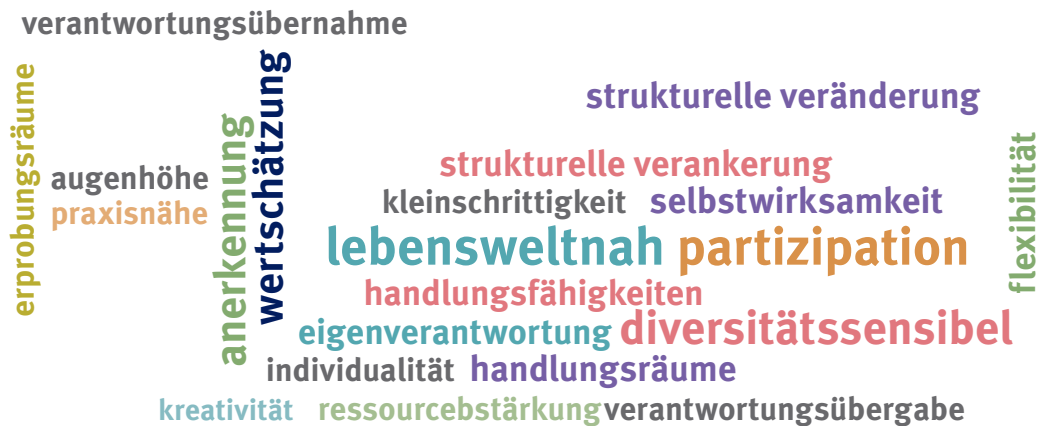 verantwortungsübernahme
erprobungsräume
augenhöhe
praxisnähe
anerkennung
wertschätzung
strukturelle veränderung
strukturelle verankerung
flexibilität
kleinschrittigkeit
selbstwirksamkeit
lebensweltnah
partizipation
handlungsfähigkeiten
eigenverantwortung
diversitätssensibel
individualität
handlungsräume
kreativität
ressourcebstärkung
verantwortungsübergabe